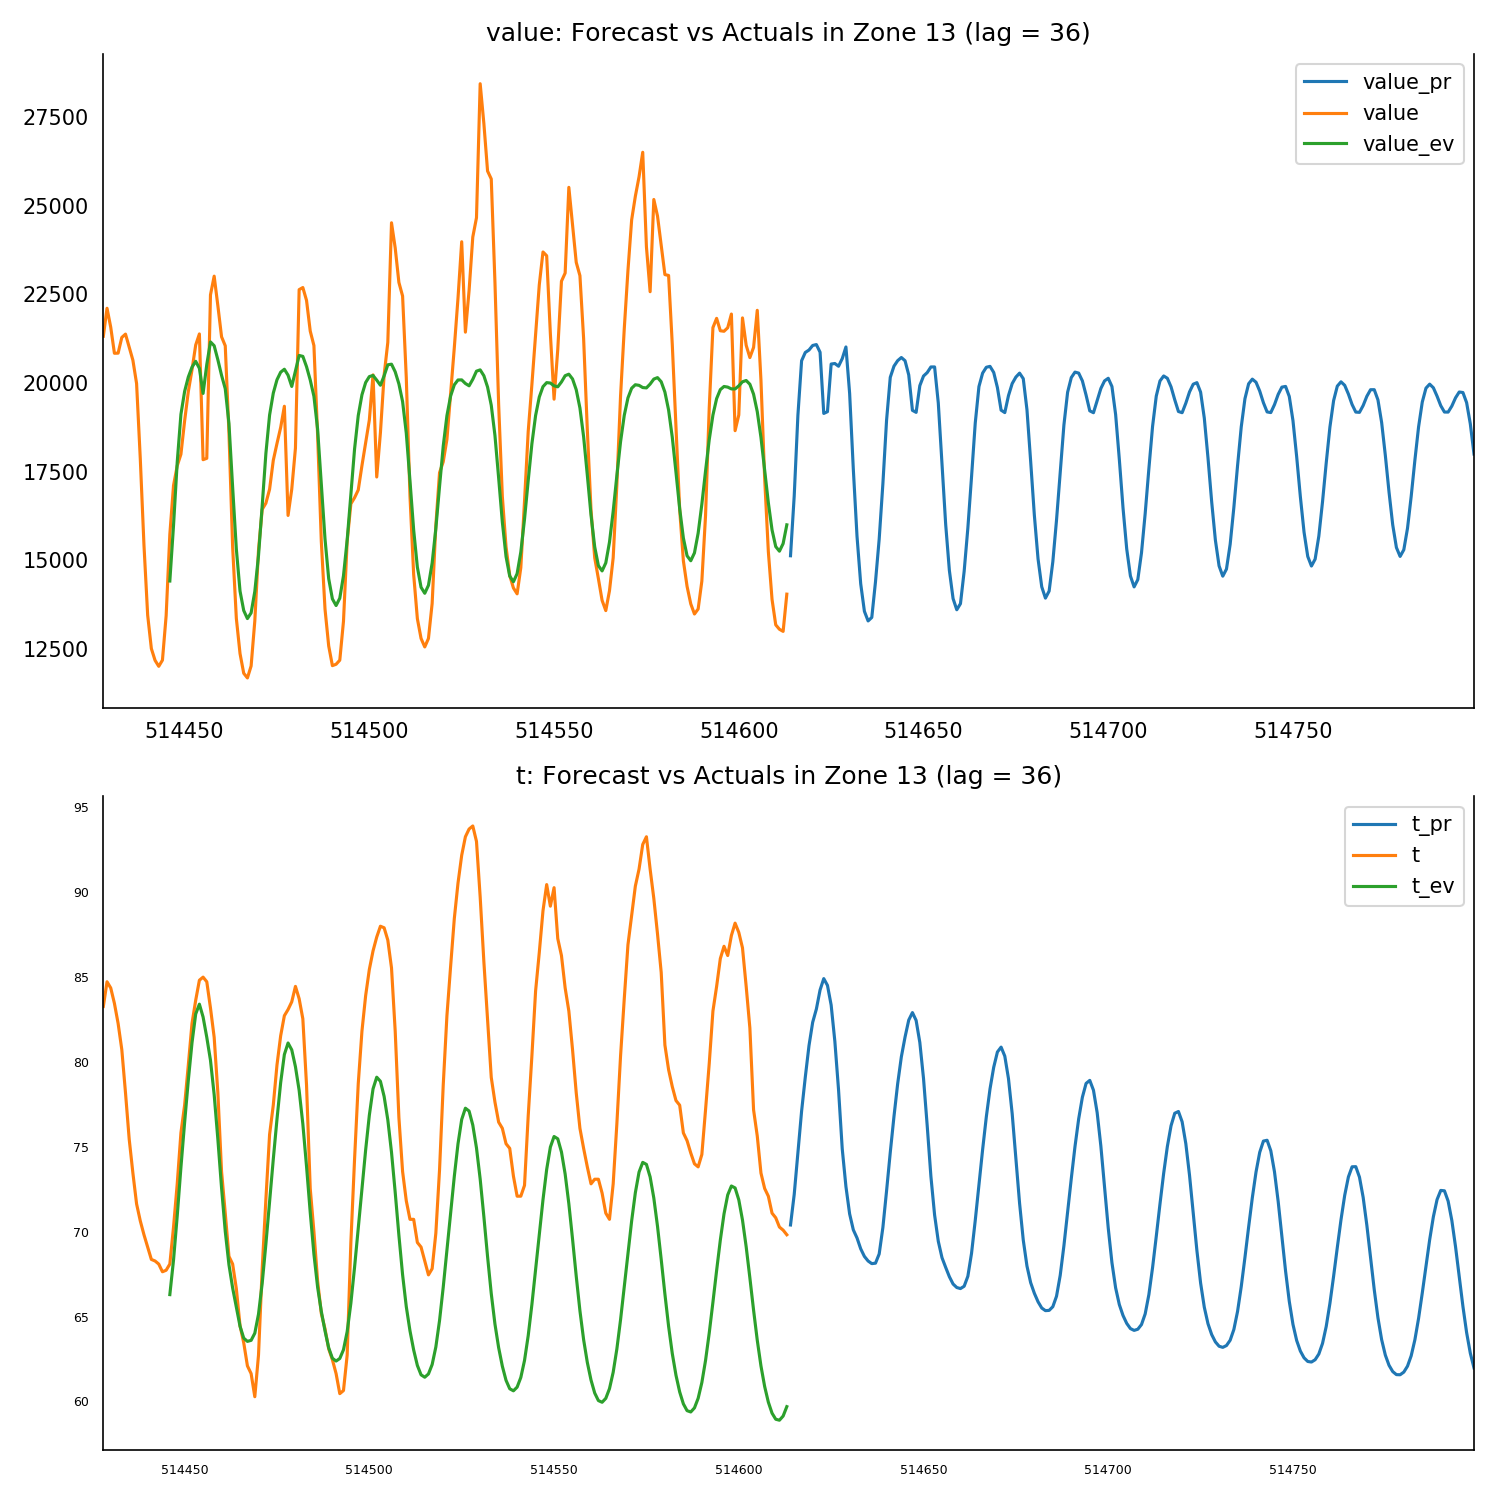 value: Forecast vs Actuals in Zone 13 (lag = 36)
value_pr
value
value_ev
27500
25000
22500
20000
17500
15000
12500
514450 514500 514550 514600 514650 514700 514750
t: Forecast vs Actuals in Zone 13 (lag = 36)
t_pr
t
t_ev
95
90
85
80
75
70
65
60
514450 514500 514550 514600 514650 514700 514750